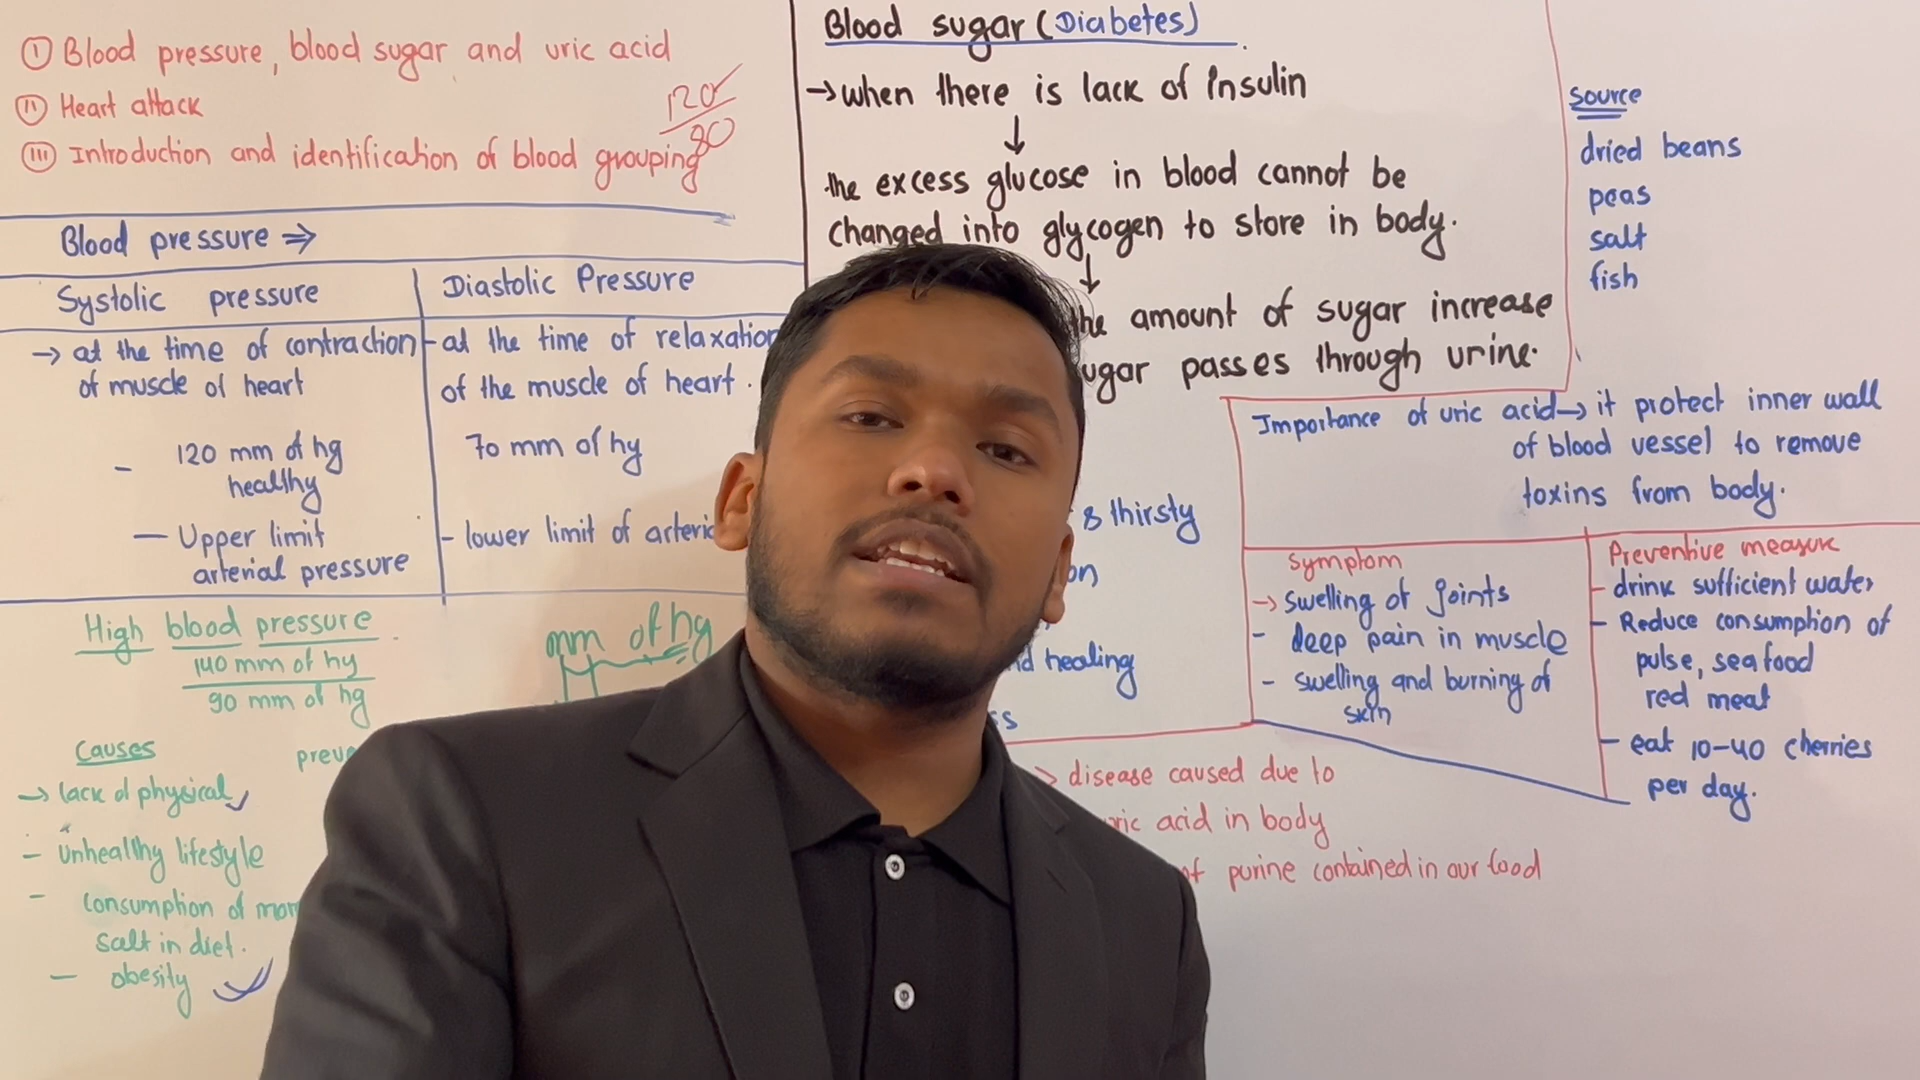 I Blood pressure, blood sugar and uric acid
II Heart attack
III Introduction and identification of blood grouping
120
80
Blood pressure ⇒
Systolic pressure
→ at the time of contraction
of muscle of heart
- 120 mm of hg
healthy
— Upper limit
arterial pressure
Diastolic Pressure
- at the time of relaxation
of the muscle of heart.
70 mm of hg
- lower limit of
High blood pressure
140 mm of hg
90 mm of hg
mm of hg
Causes
→ lack of physical
- Unhealthy lifestyle
- Consumption of
salt in diet.
- obesity
Blood sugar (Diabetes)
→ when there is lack of Insulin
↓
the excess glucose in blood cannot be
changed into glycogen to store in body.
↓
the amount of sugar increase
passes through urine.
& thirsty
healing
> disease caused due to
acid in body
of purine contained in our food
source
dried beans
peas
salt
fish
Importance of uric acid → it protect inner wall
of blood vessel to remove
toxins from body.
Symptom
→ swelling of joints
- deep pain in muscle
- swelling and burning of
skin
Preventive measure
- drink sufficient water
- Reduce consumption of
pulse, sea food
red meat
- eat 10-40 cherries
per day.